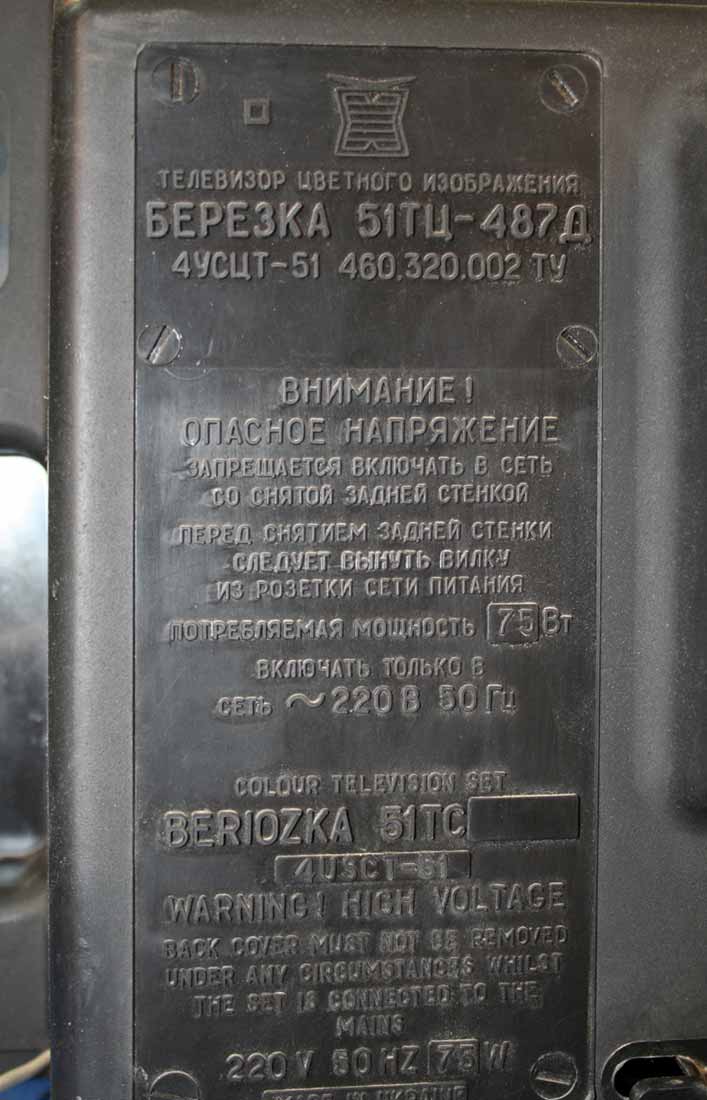 ТЕЛЕВИЗОР ЦВЕТНОГО ИЗОБРАЖЕНИЯ
БЕРЕЗКА 51ТЦ-487Д
4УСЦТ-51 460.320.002 ТУ
ВНИМАНИЕ!
ОПАСНОЕ НАПРЯЖЕНИЕ
ЗАПРЕЩАЕТСЯ ВКЛЮЧАТЬ В СЕТЬ
СО СНЯТОЙ ЗАДНЕЙ СТЕНКОЙ
ПЕРЕД СНЯТИЕМ ЗАДНЕЙ СТЕНКИ
СЛЕДУЕТ ВЫНУТЬ ВИЛКУ
ИЗ РОЗЕТКИ СЕТИ ПИТАНИЯ
ПОТРЕБЛЯЕМАЯ МОЩНОСТЬ 75 Вт
ВКЛЮЧАТЬ ТОЛЬКО В
СЕТЬ ~220 В 50 Гц
COLOUR TELEVISION SET
BERIOZKA 51TC
4USCT-51
WARNING! HIGH VOLTAGE
BACK COVER MUST NOT BE REMOVED
UNDER ANY CIRCUMSTANCES WHILST
THE SET IS CONNECTED TO THE
MAINS
220 V 50 HZ 75 W
MADE IN UKRAINE